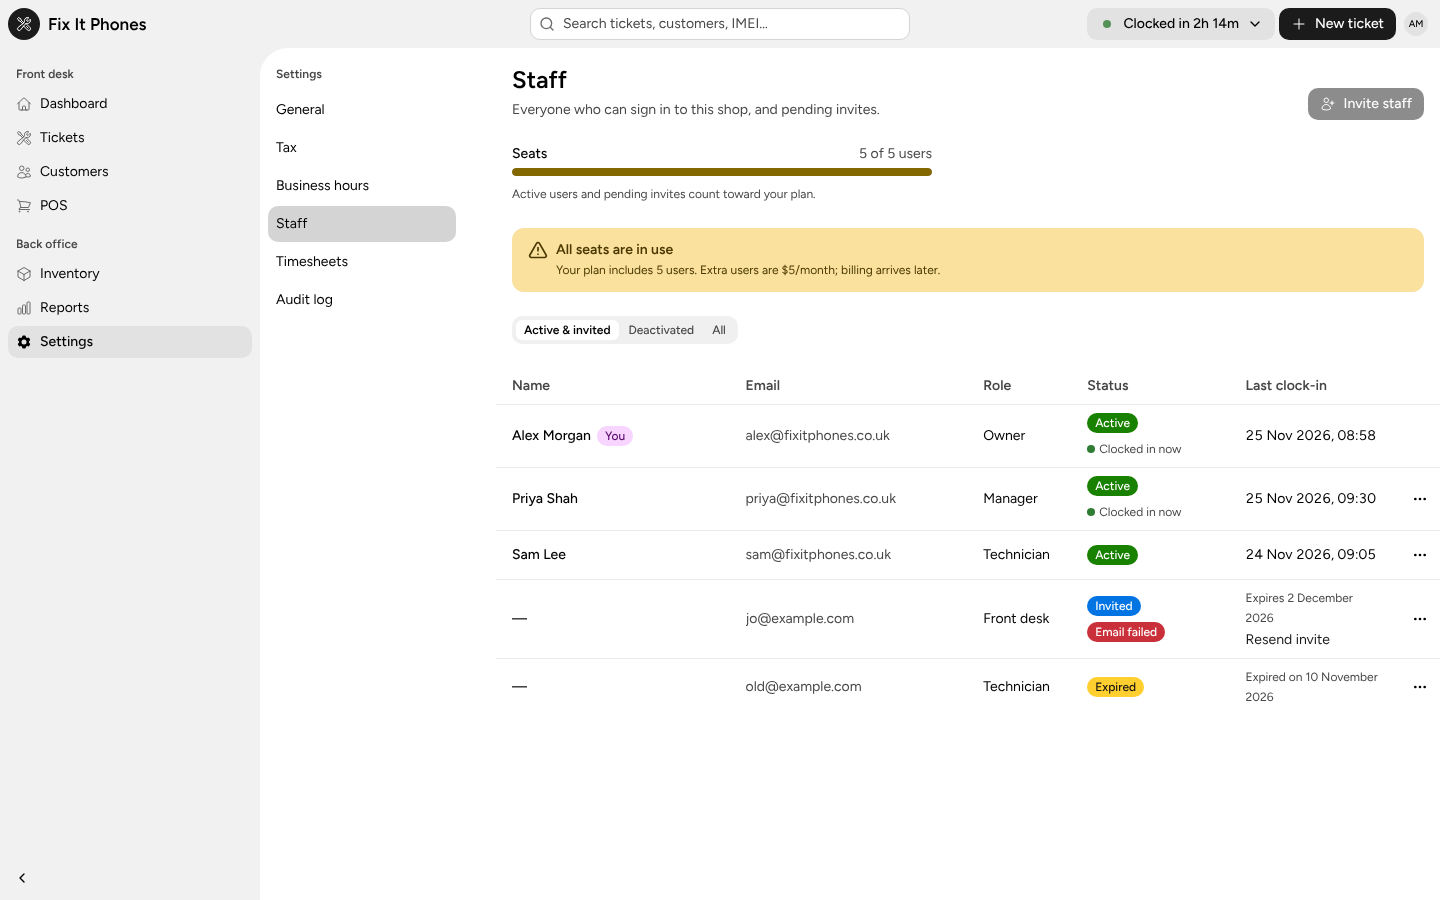 Fix It Phones
Search tickets, customers, IMEI...
Clocked in 2h 14m
New ticket
AM
Front desk
Dashboard
Tickets
Customers
POS
Back office
Inventory
Reports
Settings
Settings
General
Tax
Business hours
Staff
Timesheets
Audit log
Staff
Everyone who can sign in to this shop, and pending invites.
Invite staff
Seats 5 of 5 users
Active users and pending invites count toward your plan.
All seats are in use
Your plan includes 5 users. Extra users are $5/month; billing arrives later.
Active & invited Deactivated All
Name Email Role Status Last clock-in
Alex Morgan You alex@fixitphones.co.uk Owner Active 25 Nov 2026, 08:58
Clocked in now
Priya Shah priya@fixitphones.co.uk Manager Active 25 Nov 2026, 09:30
Clocked in now
Sam Lee sam@fixitphones.co.uk Technician Active 24 Nov 2026, 09:05
— jo@example.com Front desk Invited Email failed
Expires 2 December
2026
Resend invite
— old@example.com Technician Expired
Expired on 10 November
2026